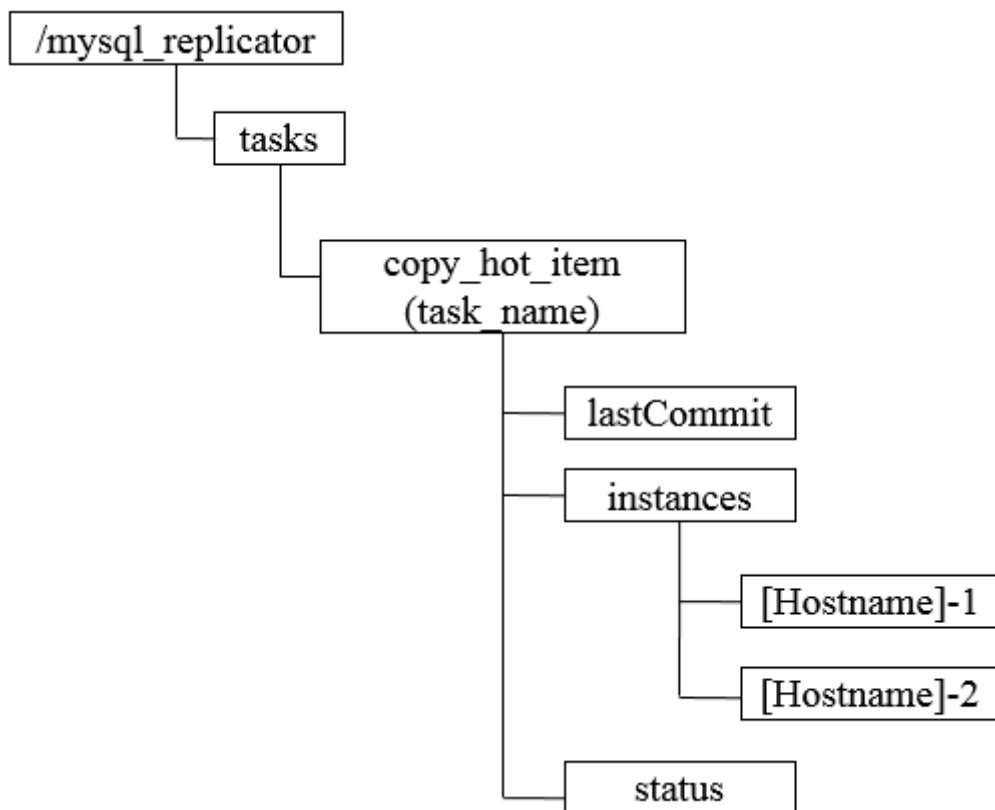 /mysql_replicator
tasks
copy_hot_item
(task_name)
lastCommit
instances
[Hostname]-1
[Hostname]-2
status